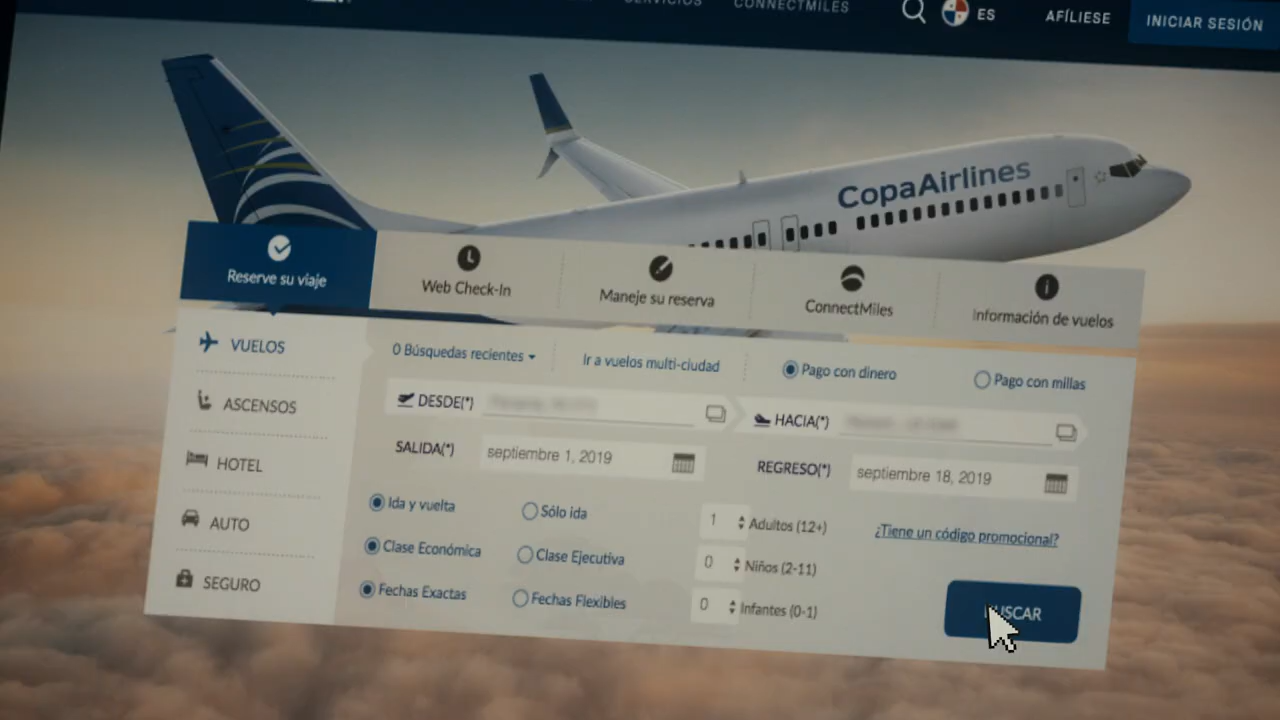 SERVICIOS
CONNECTMILES
ES
AFÍLIESE
INICIAR SESIÓN
CopaAirlines
Reserve su viaje
Web Check-In
Maneje su reserva
ConnectMiles
Información de vuelos
VUELOS
ASCENSOS
HOTEL
AUTO
SEGURO
0 Búsquedas recientes
Ir a vuelos multi-ciudad
Pago con dinero
Pago con millas
DESDE(*)
HACIA(*)
SALIDA(*)
septiembre 1, 2019
REGRESO(*)
septiembre 18, 2019
Ida y vuelta
Sólo ida
1 Adultos (12+)
¿Tiene un código promocional?
Clase Económica
Clase Ejecutiva
0 Niños (2-11)
Fechas Exactas
Fechas Flexibles
0 Infantes (0-1)
BUSCAR